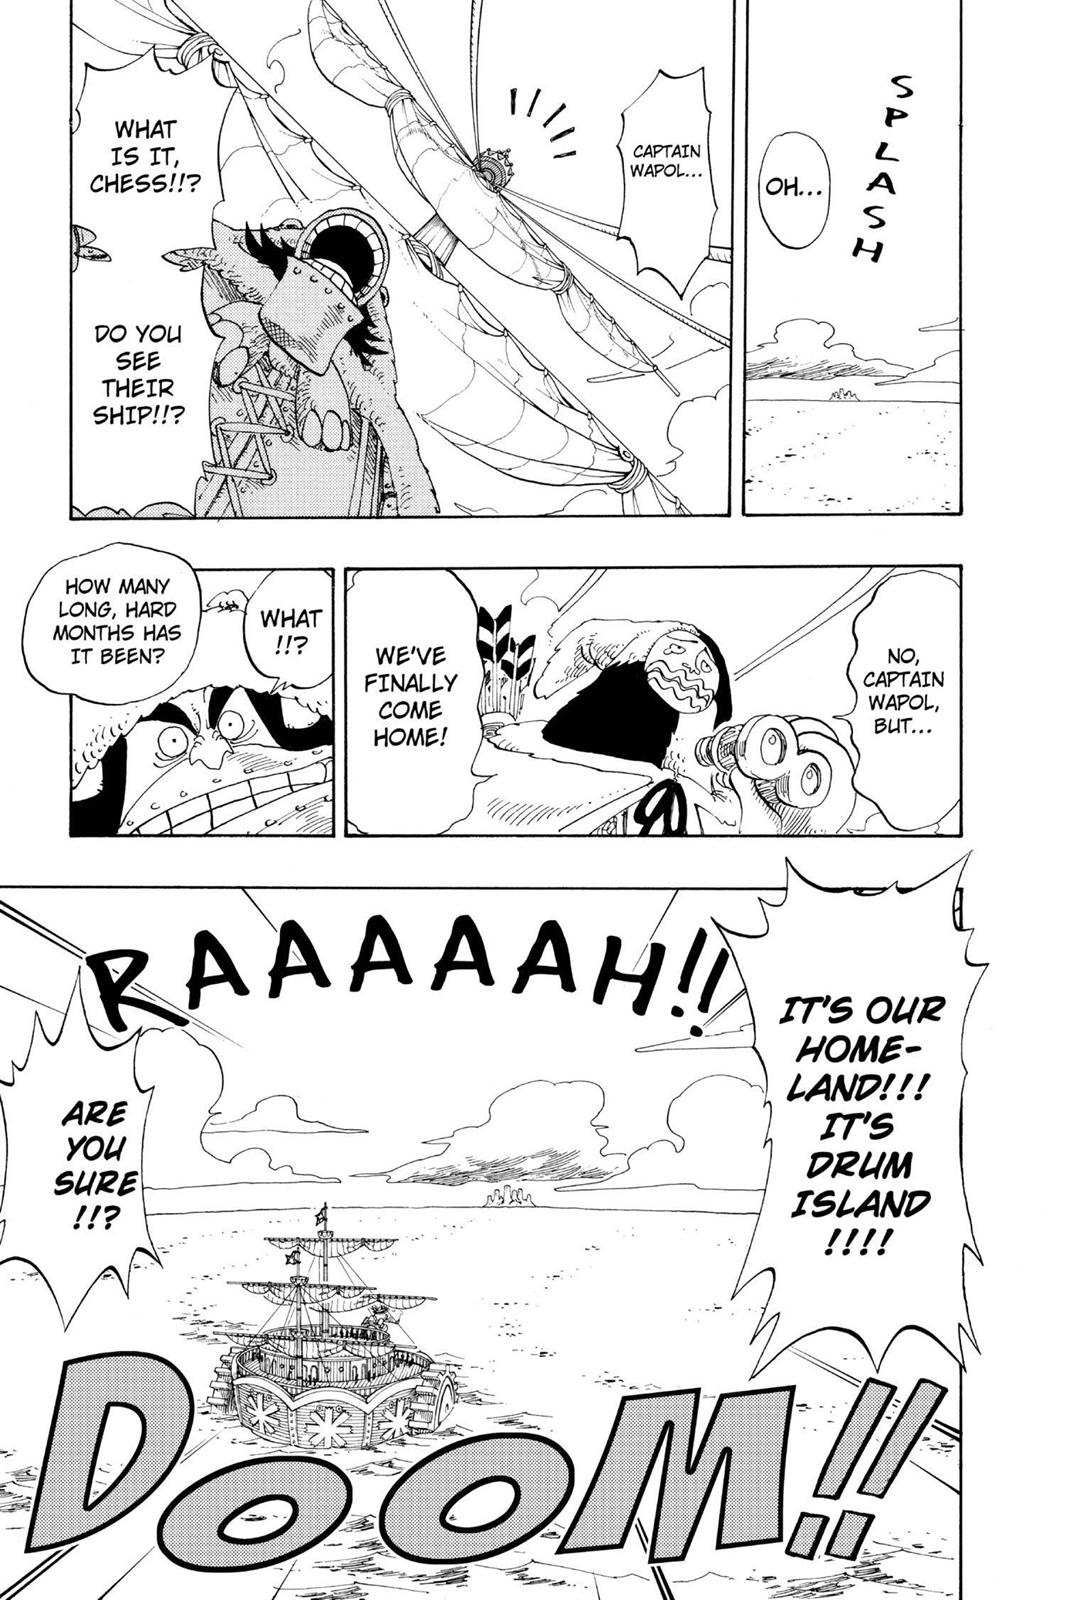 SPLASH
OH...
CAPTAIN
WAPOL...
WHAT
IS IT,
CHESS!!?
DO YOU
SEE
THEIR
SHIP!!?
NO,
CAPTAIN
WAPOL,
BUT...
WE'VE
FINALLY
COME
HOME!
WHAT
!!?
HOW MANY
LONG, HARD
MONTHS HAS
IT BEEN?
IT'S OUR
HOME-
LAND!!!
IT'S
DRUM
ISLAND
!!!!
RAAAAAH!!
ARE
YOU
SURE
!!?
DOOM!!